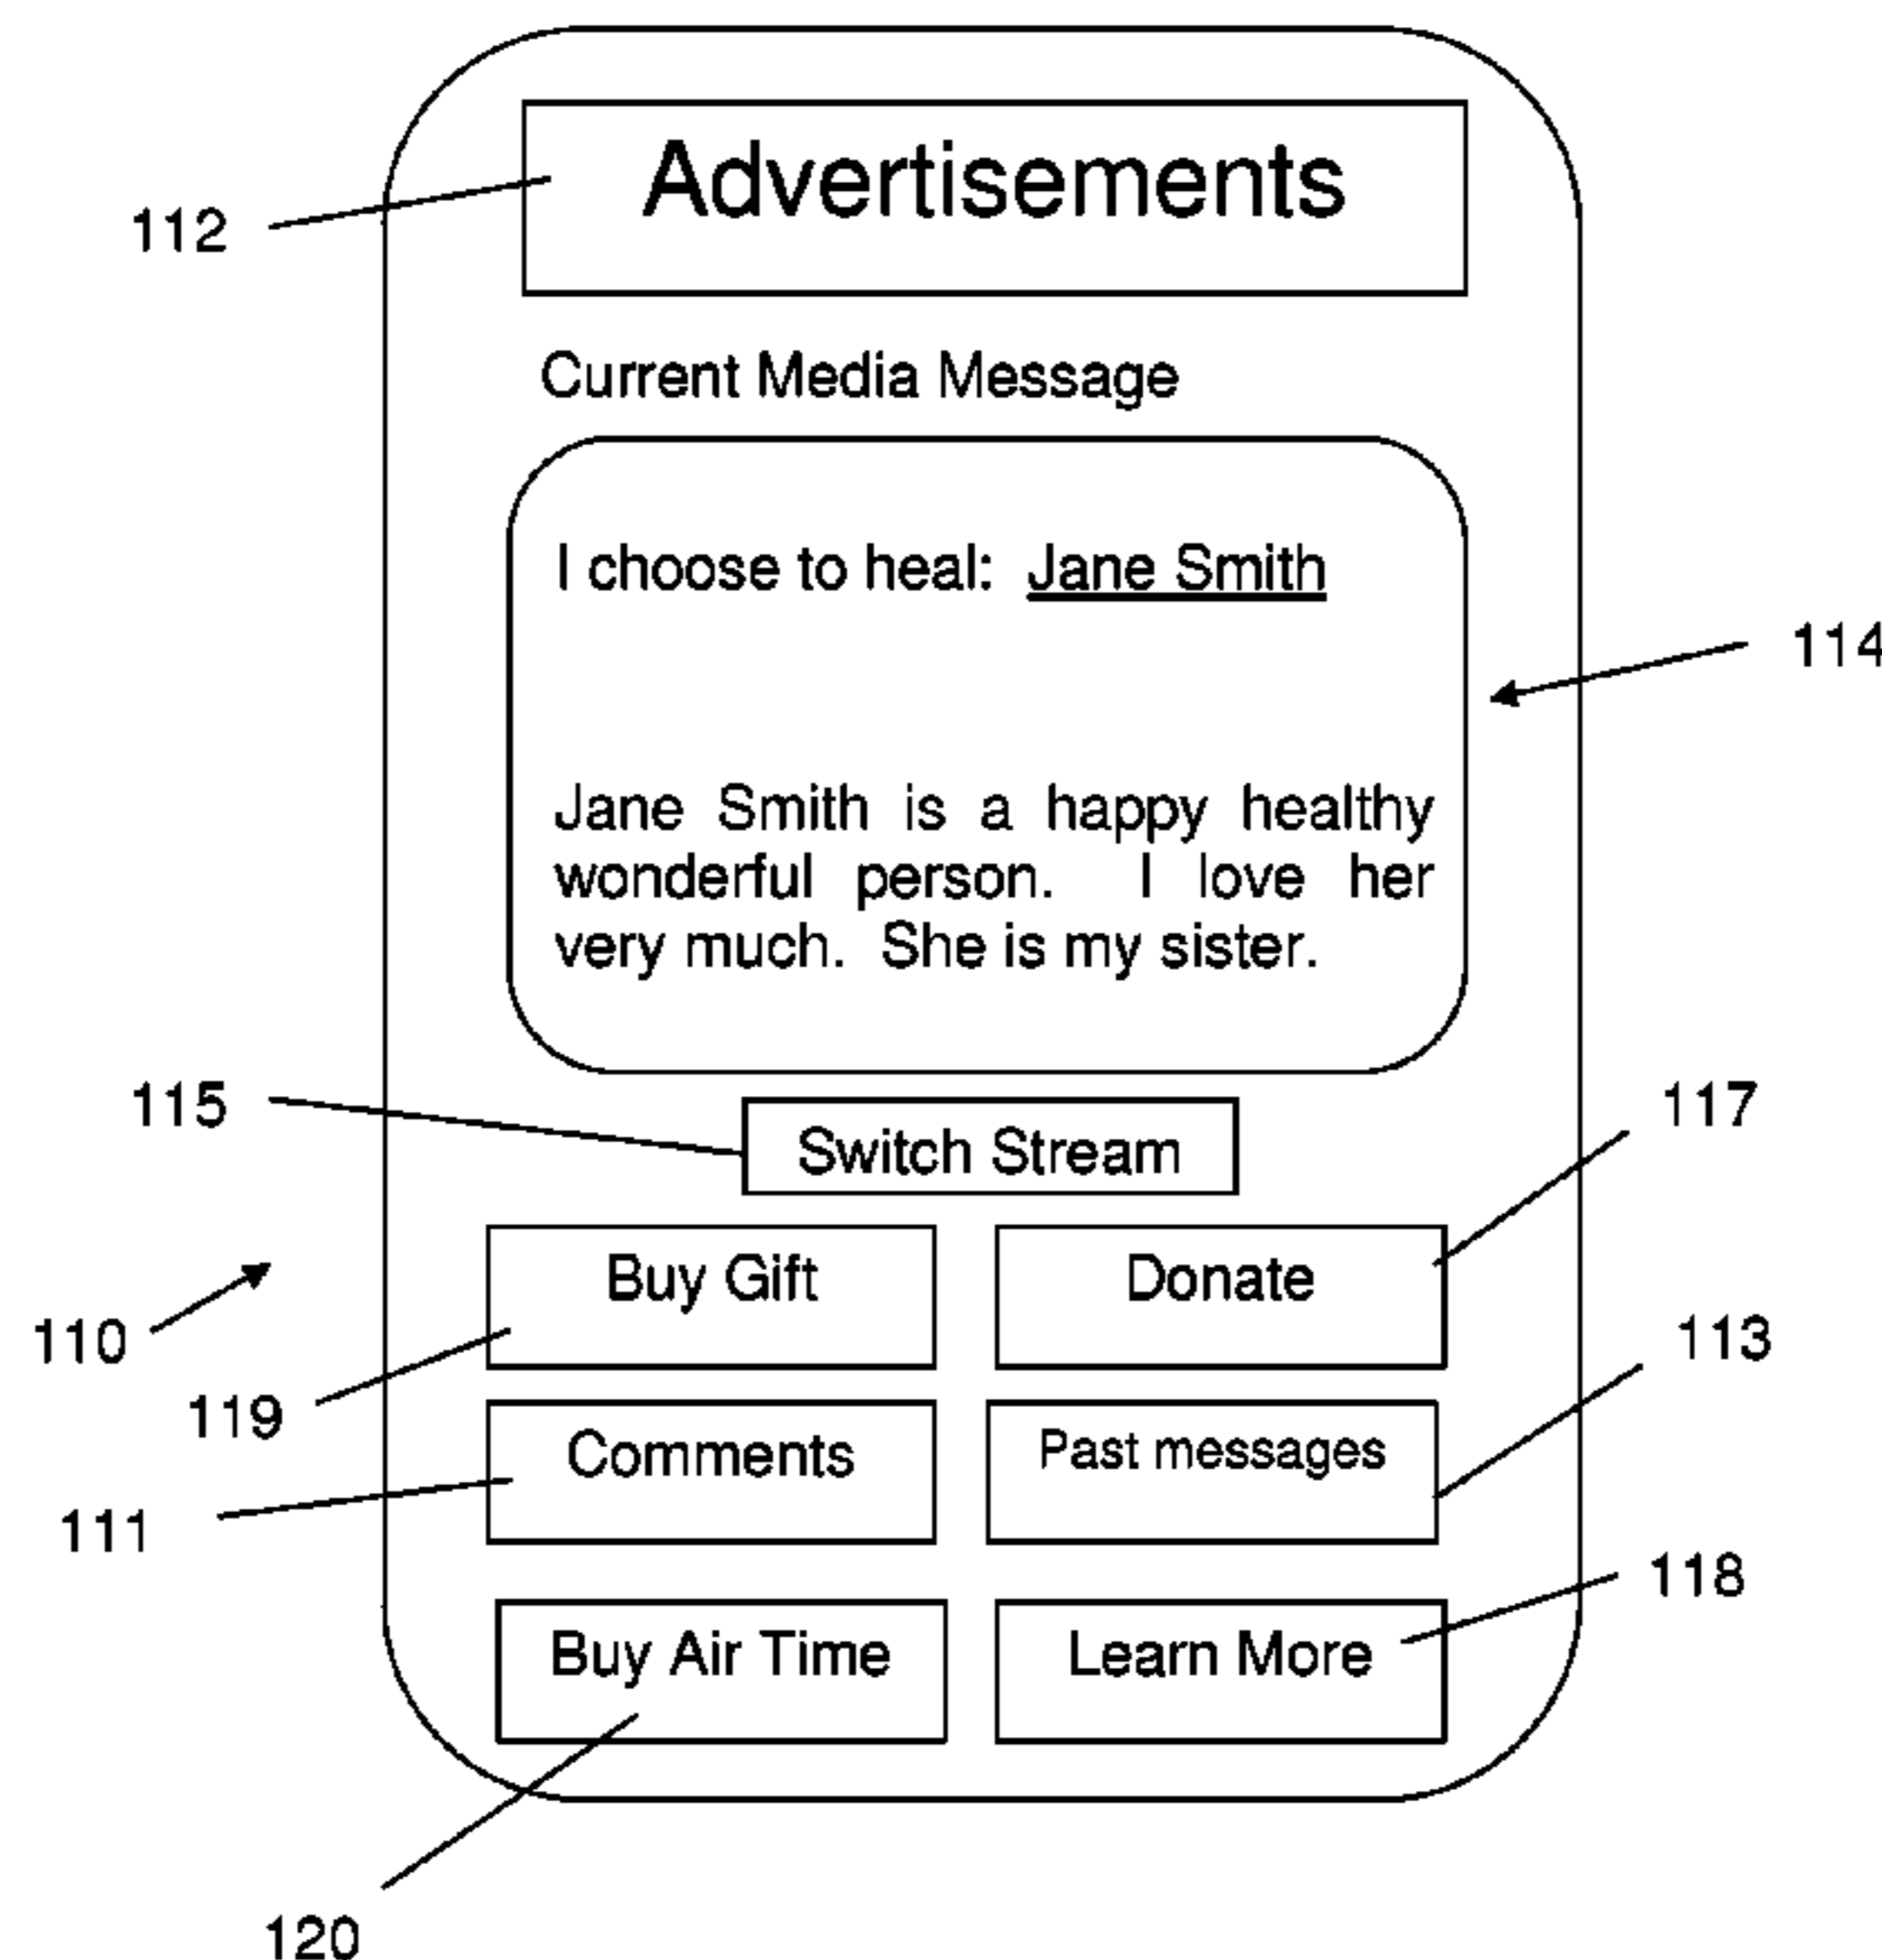 Advertisements
112
Current Media Message
I choose to heal: Jane Smith
114
Jane Smith is a happy healthy
wonderful person. I love her
very much. She is my sister.
115
Switch Stream
117
Buy Gift
Donate
110
119
113
Comments
Past messages
111
118
Buy Air Time
Learn More
120